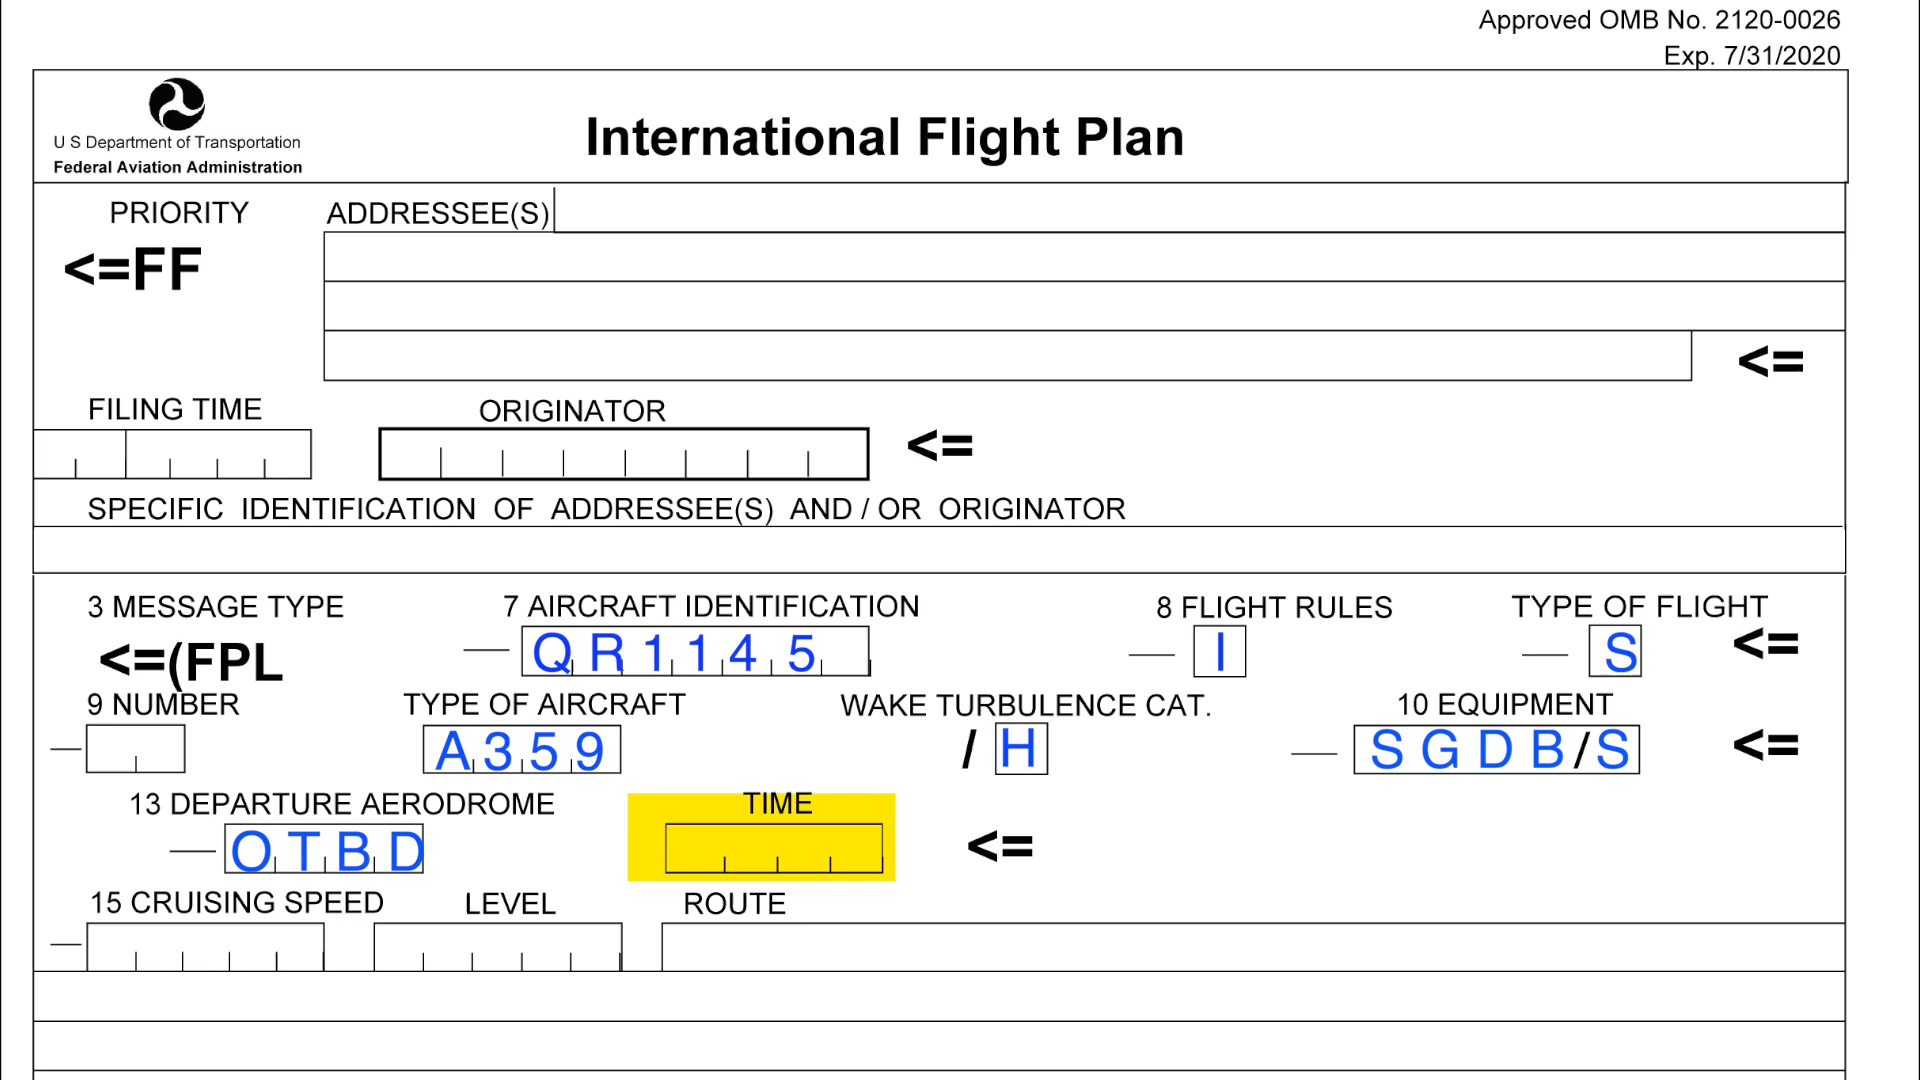 Approved OMB No. 2120-0026
Exp. 7/31/2020
U S Department of Transportation
Federal Aviation Administration
International Flight Plan
PRIORITY ADDRESSEE(S)
<=FF
<=
FILING TIME ORIGINATOR
<=
SPECIFIC IDENTIFICATION OF ADDRESSEE(S) AND / OR ORIGINATOR
3 MESSAGE TYPE 7 AIRCRAFT IDENTIFICATION 8 FLIGHT RULES TYPE OF FLIGHT
<=(FPL — QR1145 — I — S <=
9 NUMBER TYPE OF AIRCRAFT WAKE TURBULENCE CAT. 10 EQUIPMENT
— A359 / H — SGDB/S <=
13 DEPARTURE AERODROME TIME
— OTBD <=
15 CRUISING SPEED LEVEL ROUTE
—